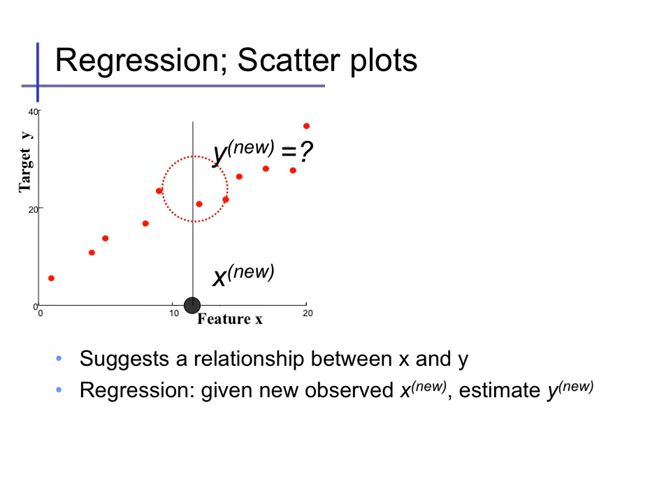 Regression; Scatter plots
40
Target y
y(new) =?
20
x(new)
0
0
10
20
Feature x
• Suggests a relationship between x and y
• Regression: given new observed x(new), estimate y(new)